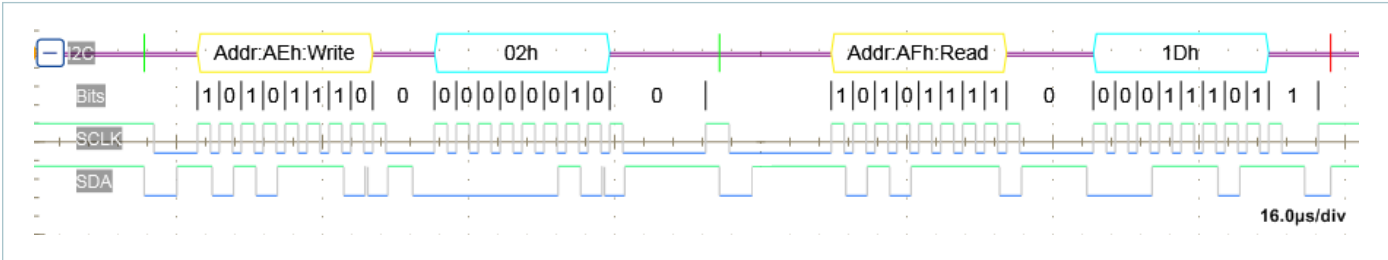 I2C Addr:AEh:Write 02h Addr:AFh:Read 1Dh
Bits |1|0|1|0|1|1|1|0| 0 |0|0|0|0|0|0|1|0| 0 | |1|0|1|0|1|1|1|1| 0 |0|0|0|1|1|1|0|1| 1 |
SCLK
SDA
16.0µs/div